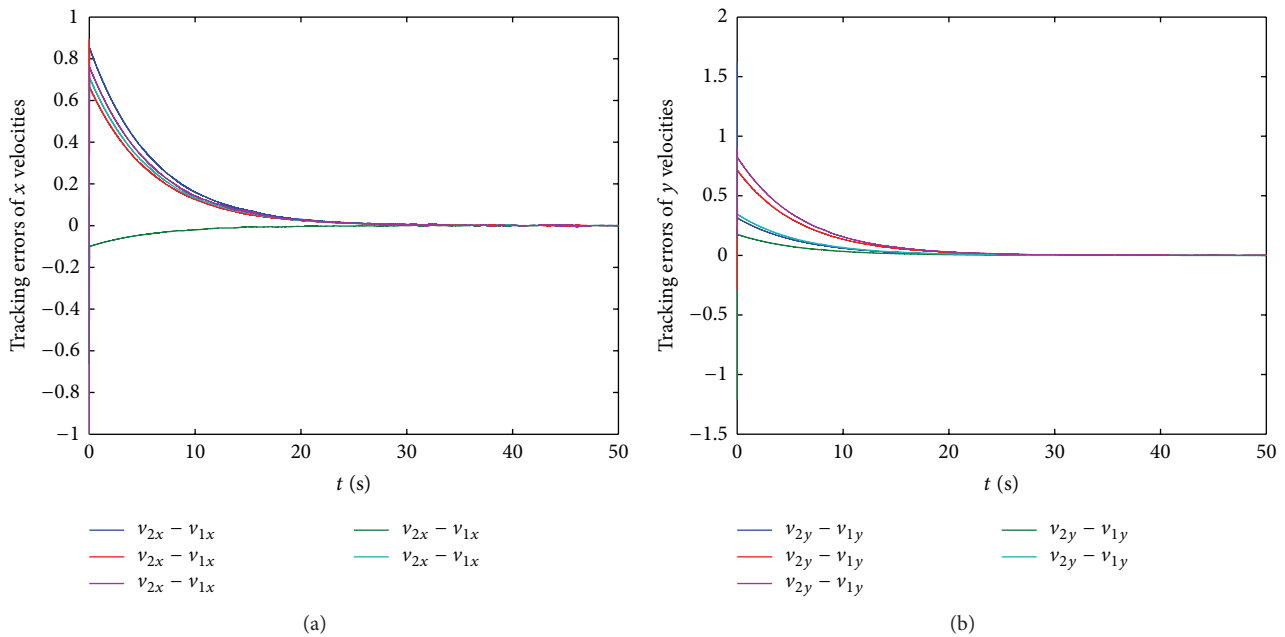 1
0.8
0.6
0.4
0.2
0
−0.2
−0.4
−0.6
−0.8
−1
Tracking errors of x velocities
0 10 20 30 40 50
t (s)
v2x − v1x
v2x − v1x
v2x − v1x
v2x − v1x
v2x − v1x
(a)
2
1.5
1
0.5
0
−0.5
−1
−1.5
Tracking errors of y velocities
0 10 20 30 40 50
t (s)
v2y − v1y
v2y − v1y
v2y − v1y
v2y − v1y
v2y − v1y
(b)